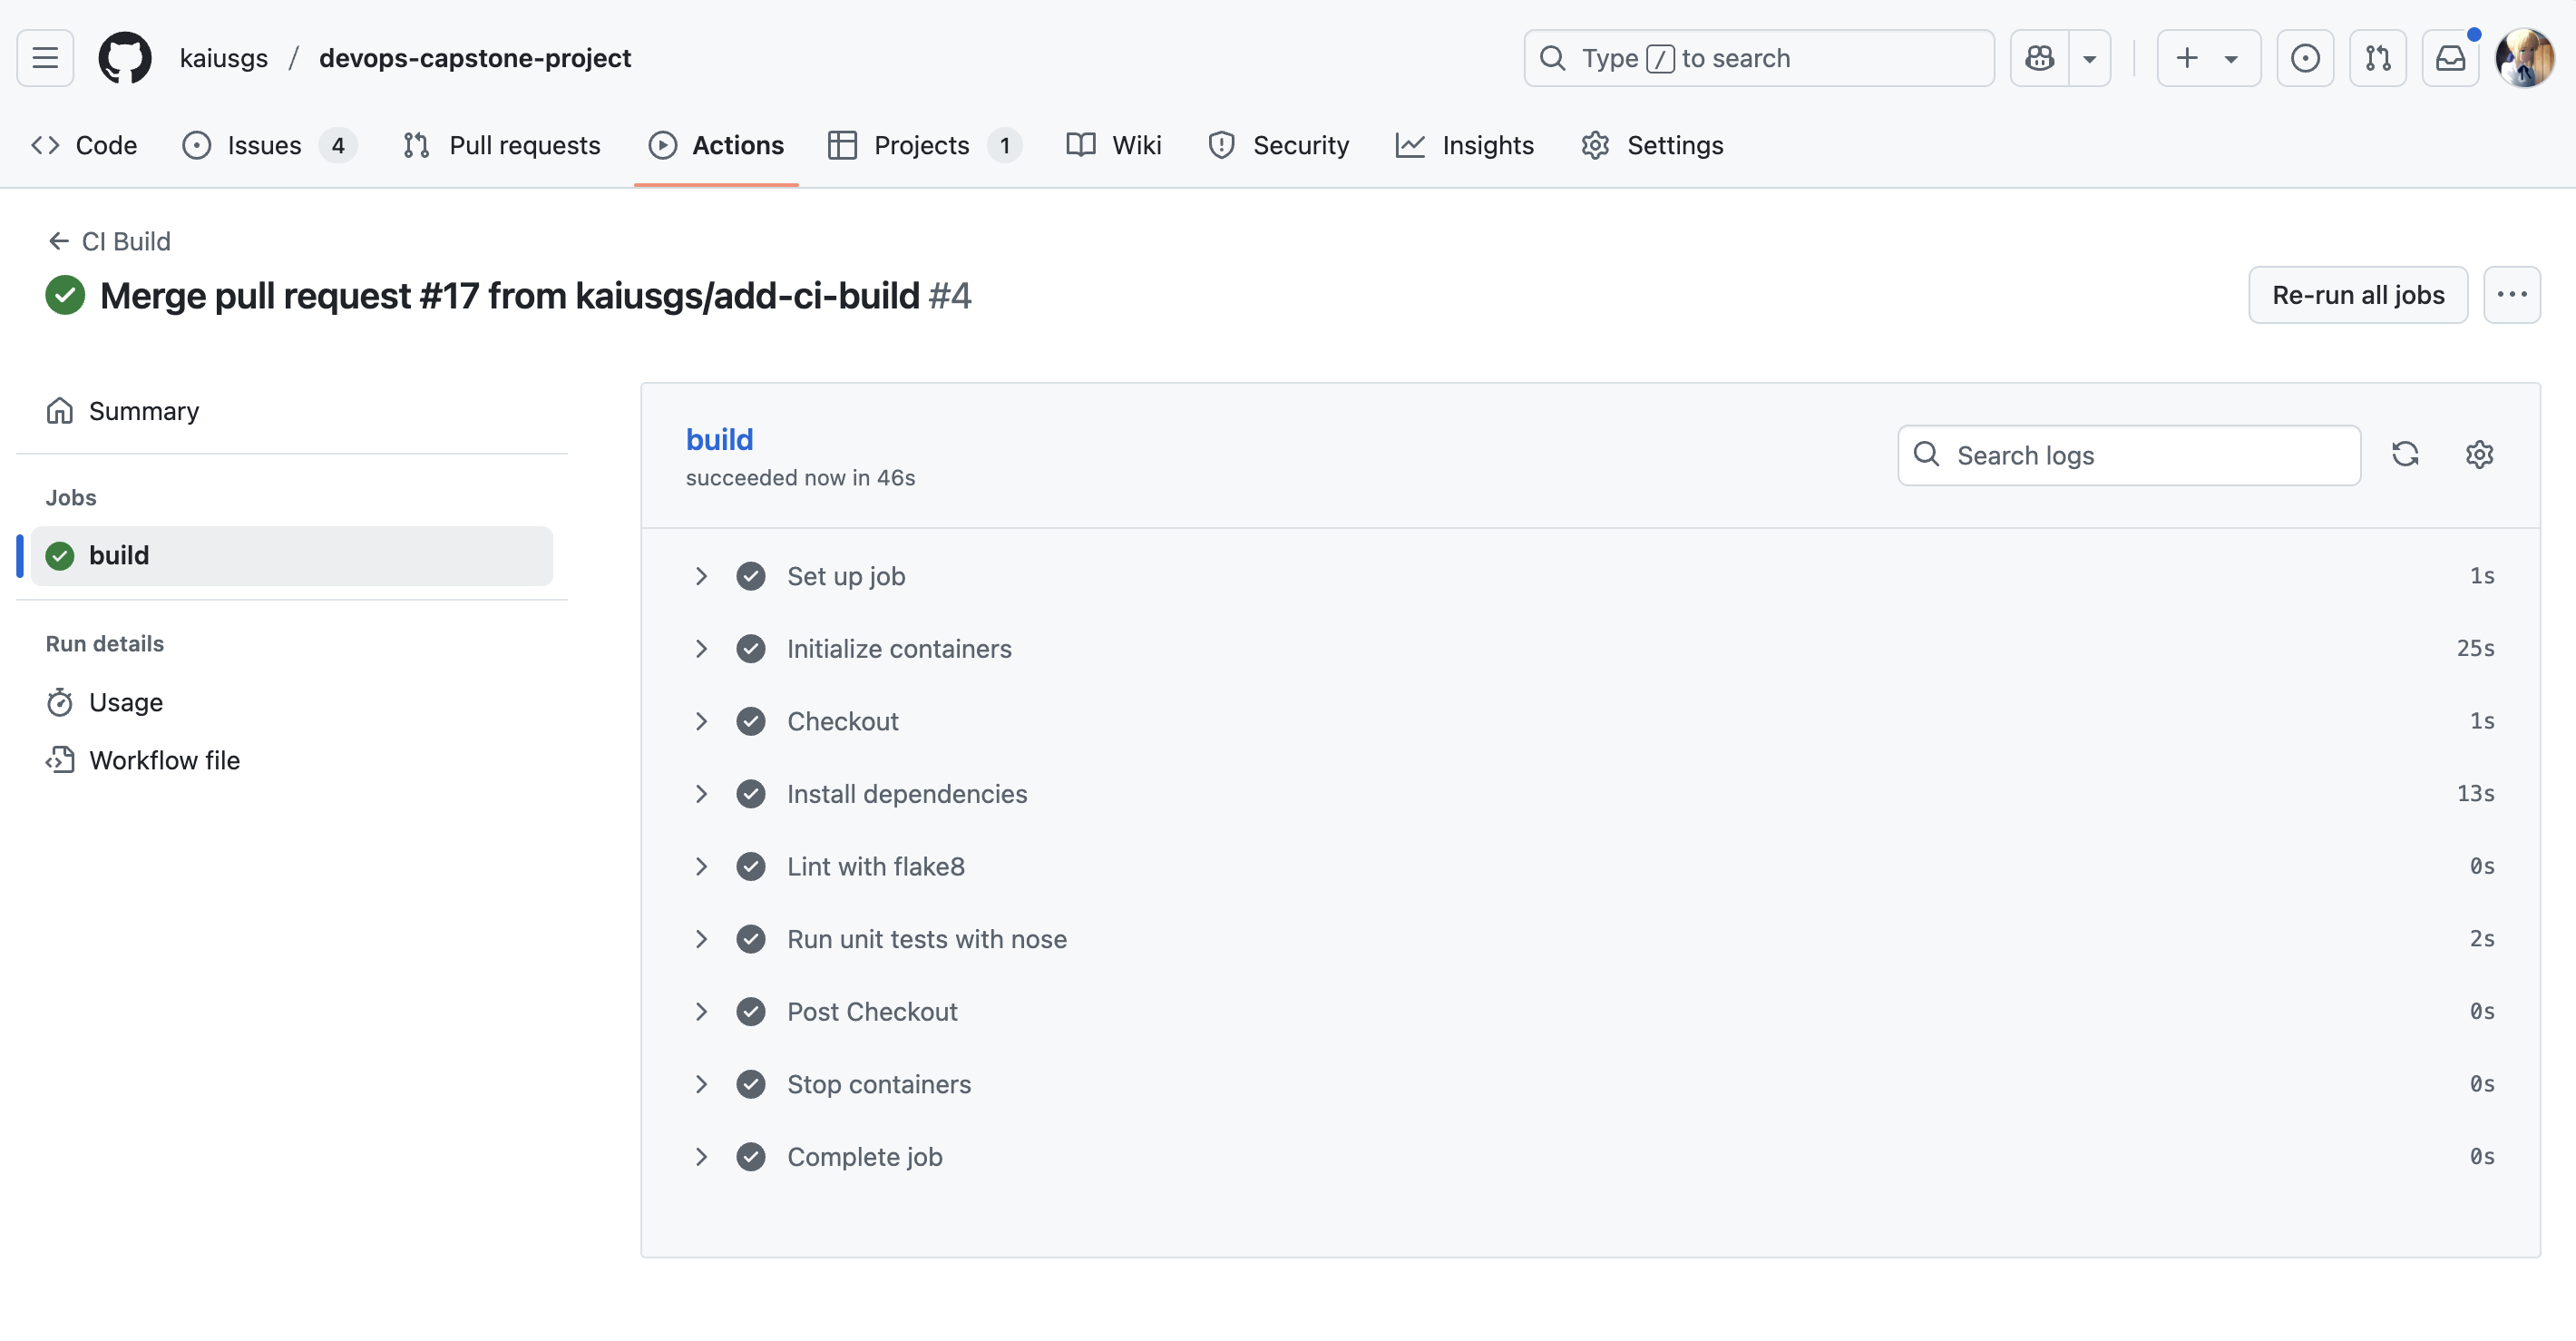 kaiusgs / devops-capstone-project
Type / to search
Code
Issues 4
Pull requests
Actions
Projects 1
Wiki
Security
Insights
Settings
CI Build
Merge pull request #17 from kaiusgs/add-ci-build #4
Re-run all jobs
Summary
Jobs
build
Run details
Usage
Workflow file
build
succeeded now in 46s
Search logs
Set up job 1s
Initialize containers 25s
Checkout 1s
Install dependencies 13s
Lint with flake8 0s
Run unit tests with nose 2s
Post Checkout 0s
Stop containers 0s
Complete job 0s